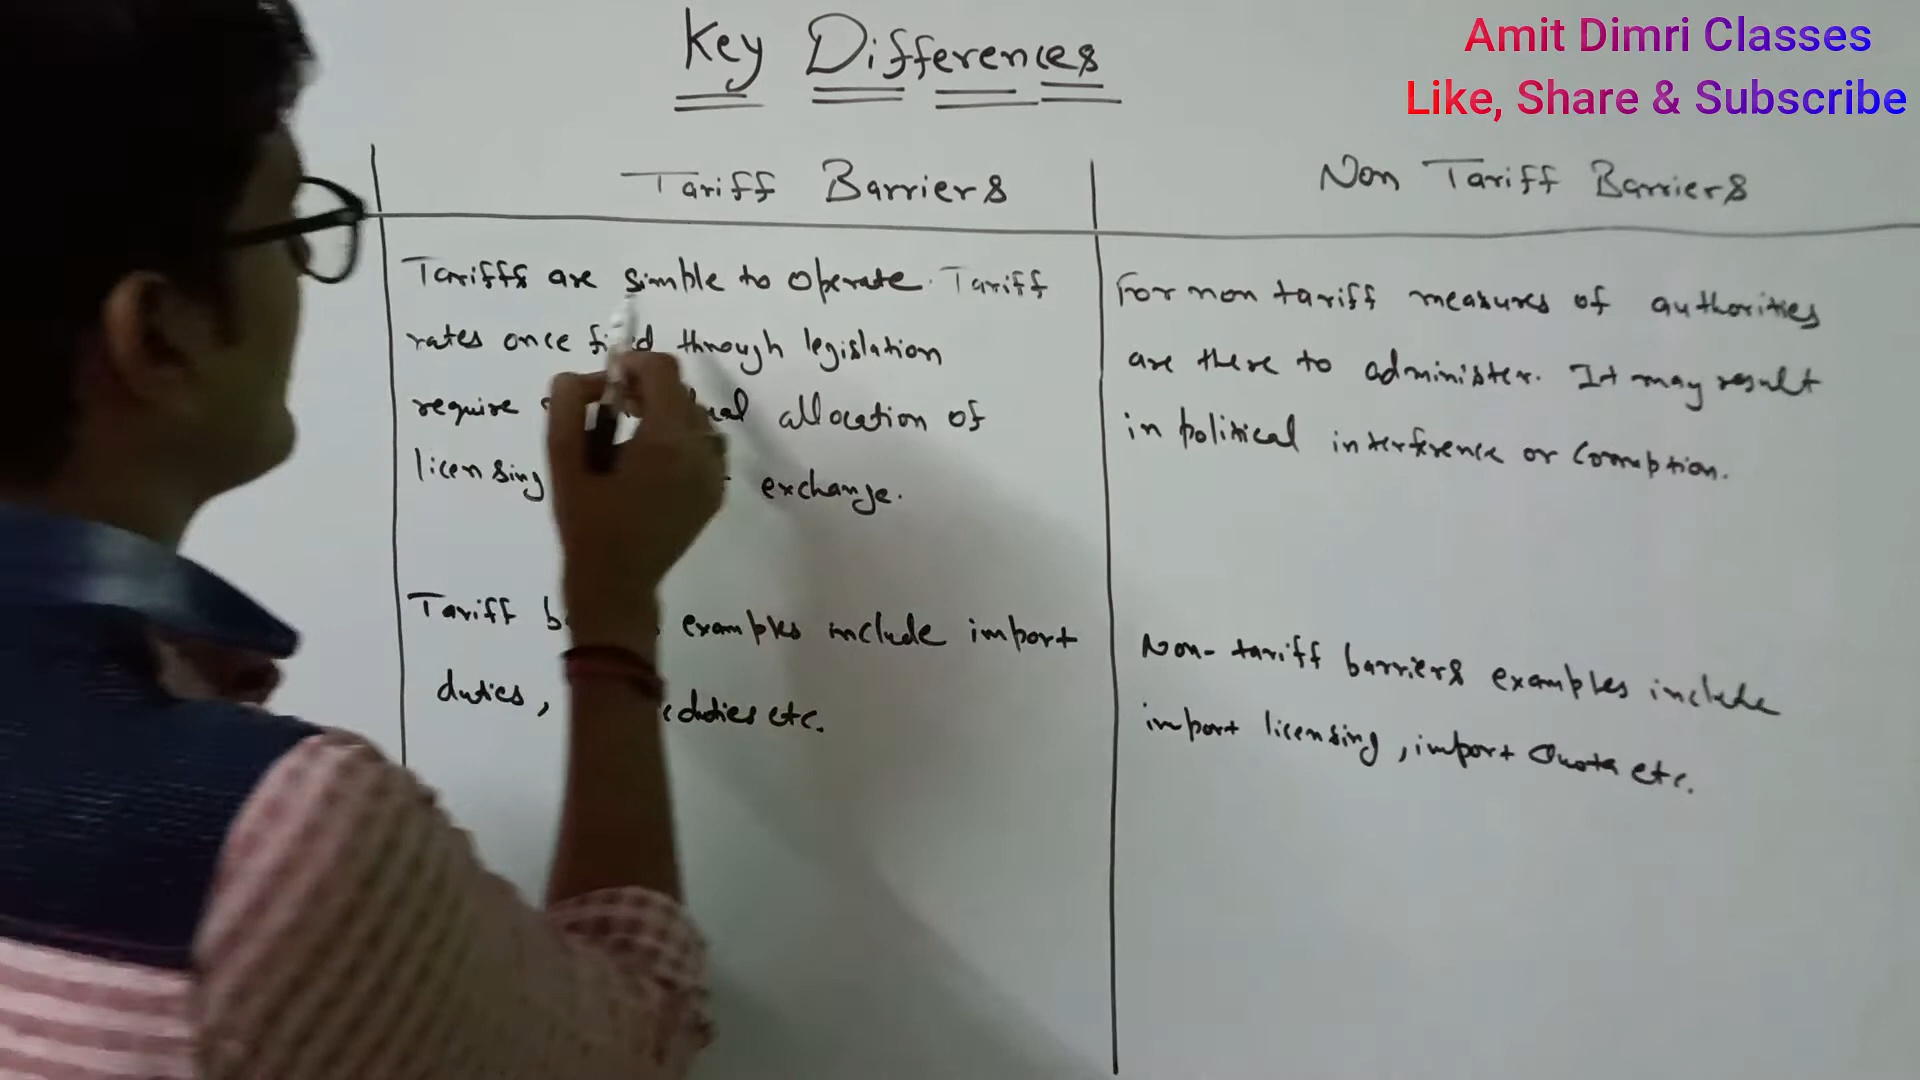 Key Differences
Amit Dimri Classes
Like, Share & Subscribe
Tariff Barriers
Non Tariff Barriers
Tariffs are simple to operate. Tariff
rates once through legislation
require allocation of
licensing exchange.
Tariff examples include import
duties, duties etc.
For non tariff measures of authorities
are there to administer. It may result
in political interference or corruption.
Non-tariff barriers examples include
import licensing, import Quota etc.